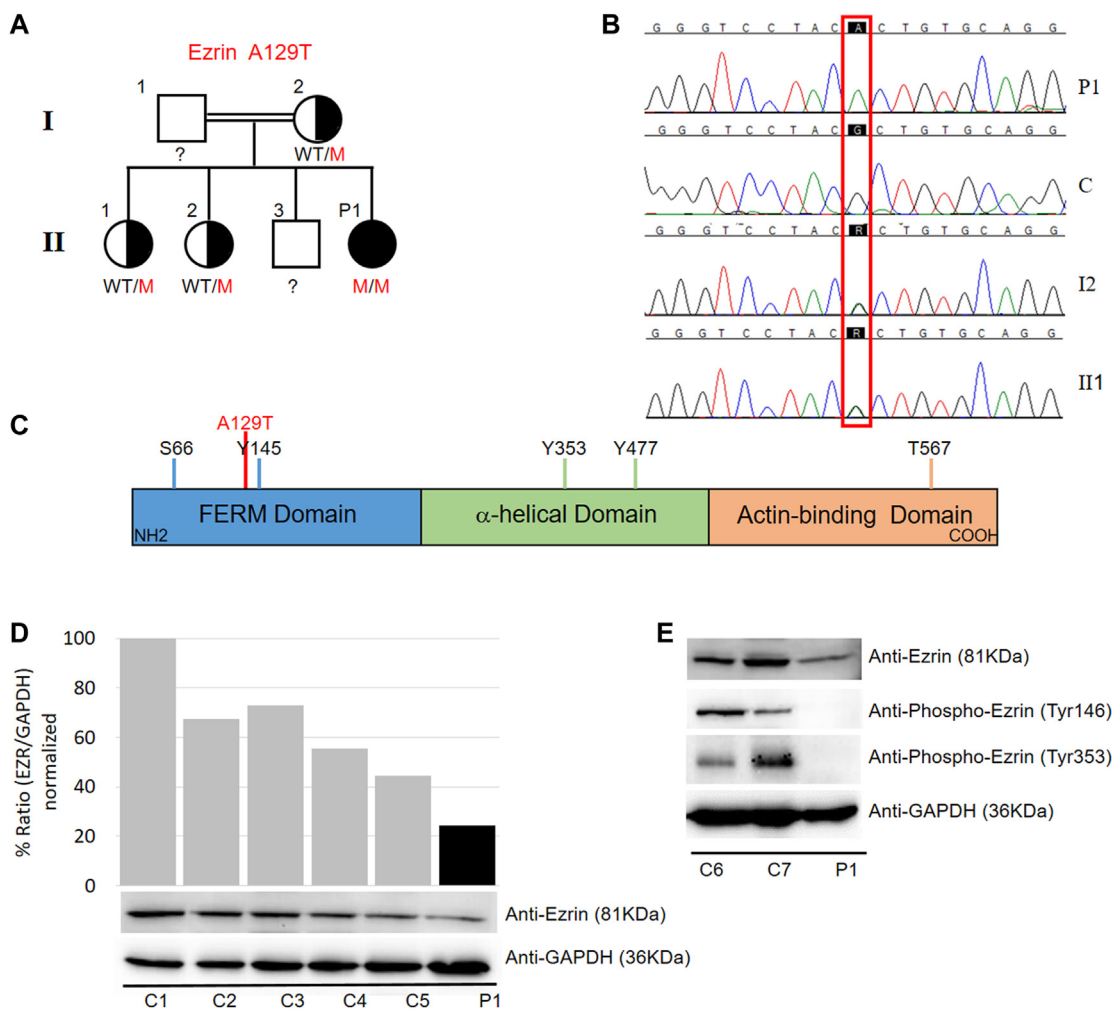 A
Ezrin A129T
1
2
I
?
WT/M
1
2
3
P1
II
WT/M
WT/M
?
M/M
B
G G G T C C T A C A C T G T G C A G G
P1
G G G T C C T A C G C T G T G C A G G
C
G G G T C C T A C R C T G T G C A G G
I2
G G G T C C T A C R C T G T G C A G G
II1
C
A129T
S66
Y145
Y353
Y477
T567
FERM Domain
α-helical Domain
Actin-binding Domain
NH2
COOH
D
% Ratio (EZR/GAPDH)
normalized
100
80
60
40
20
0
Anti-Ezrin (81KDa)
Anti-GAPDH (36KDa)
C1 C2 C3 C4 C5 P1
E
Anti-Ezrin (81KDa)
Anti-Phospho-Ezrin (Tyr146)
Anti-Phospho-Ezrin (Tyr353)
Anti-GAPDH (36KDa)
C6 C7 P1